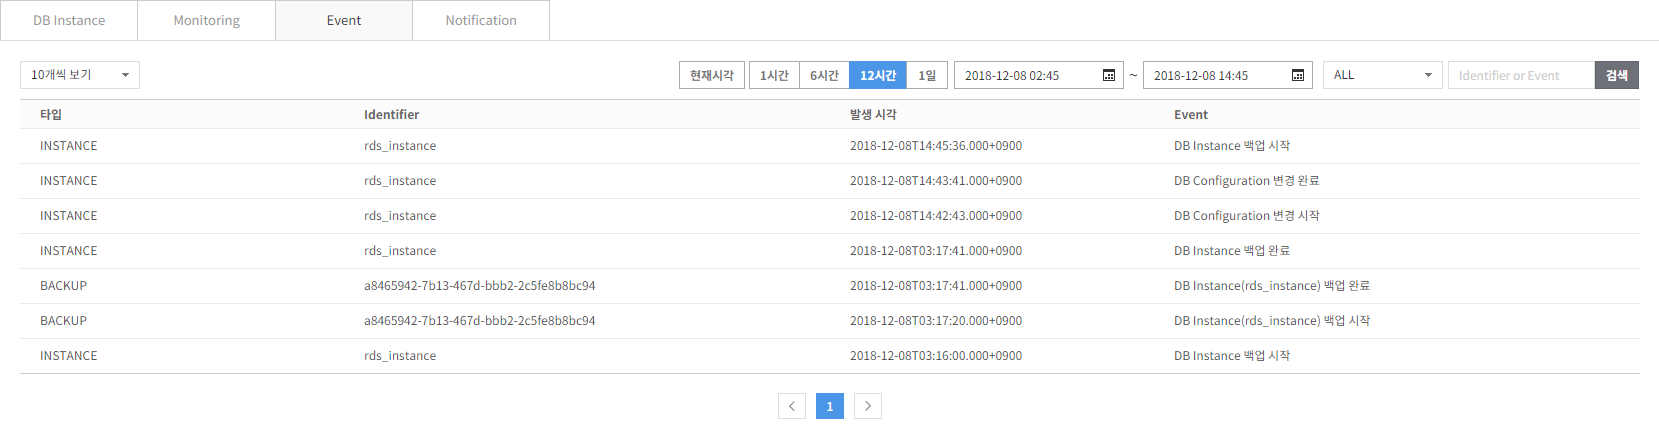 DB Instance Monitoring Event Notification
10개씩 보기 현재시각 1시간 6시간 12시간 1일 2018-12-08 02:45 ~ 2018-12-08 14:45 ALL Identifier or Event 검색
타입 Identifier 발생 시각 Event
INSTANCE rds_instance 2018-12-08T14:45:36.000+0900 DB Instance 백업 시작
INSTANCE rds_instance 2018-12-08T14:43:41.000+0900 DB Configuration 변경 완료
INSTANCE rds_instance 2018-12-08T14:42:43.000+0900 DB Configuration 변경 시작
INSTANCE rds_instance 2018-12-08T03:17:41.000+0900 DB Instance 백업 완료
BACKUP a8465942-7b13-467d-bbb2-2c5fe8b8bc94 2018-12-08T03:17:41.000+0900 DB Instance(rds_instance) 백업 완료
BACKUP a8465942-7b13-467d-bbb2-2c5fe8b8bc94 2018-12-08T03:17:20.000+0900 DB Instance(rds_instance) 백업 시작
INSTANCE rds_instance 2018-12-08T03:16:00.000+0900 DB Instance 백업 시작
1